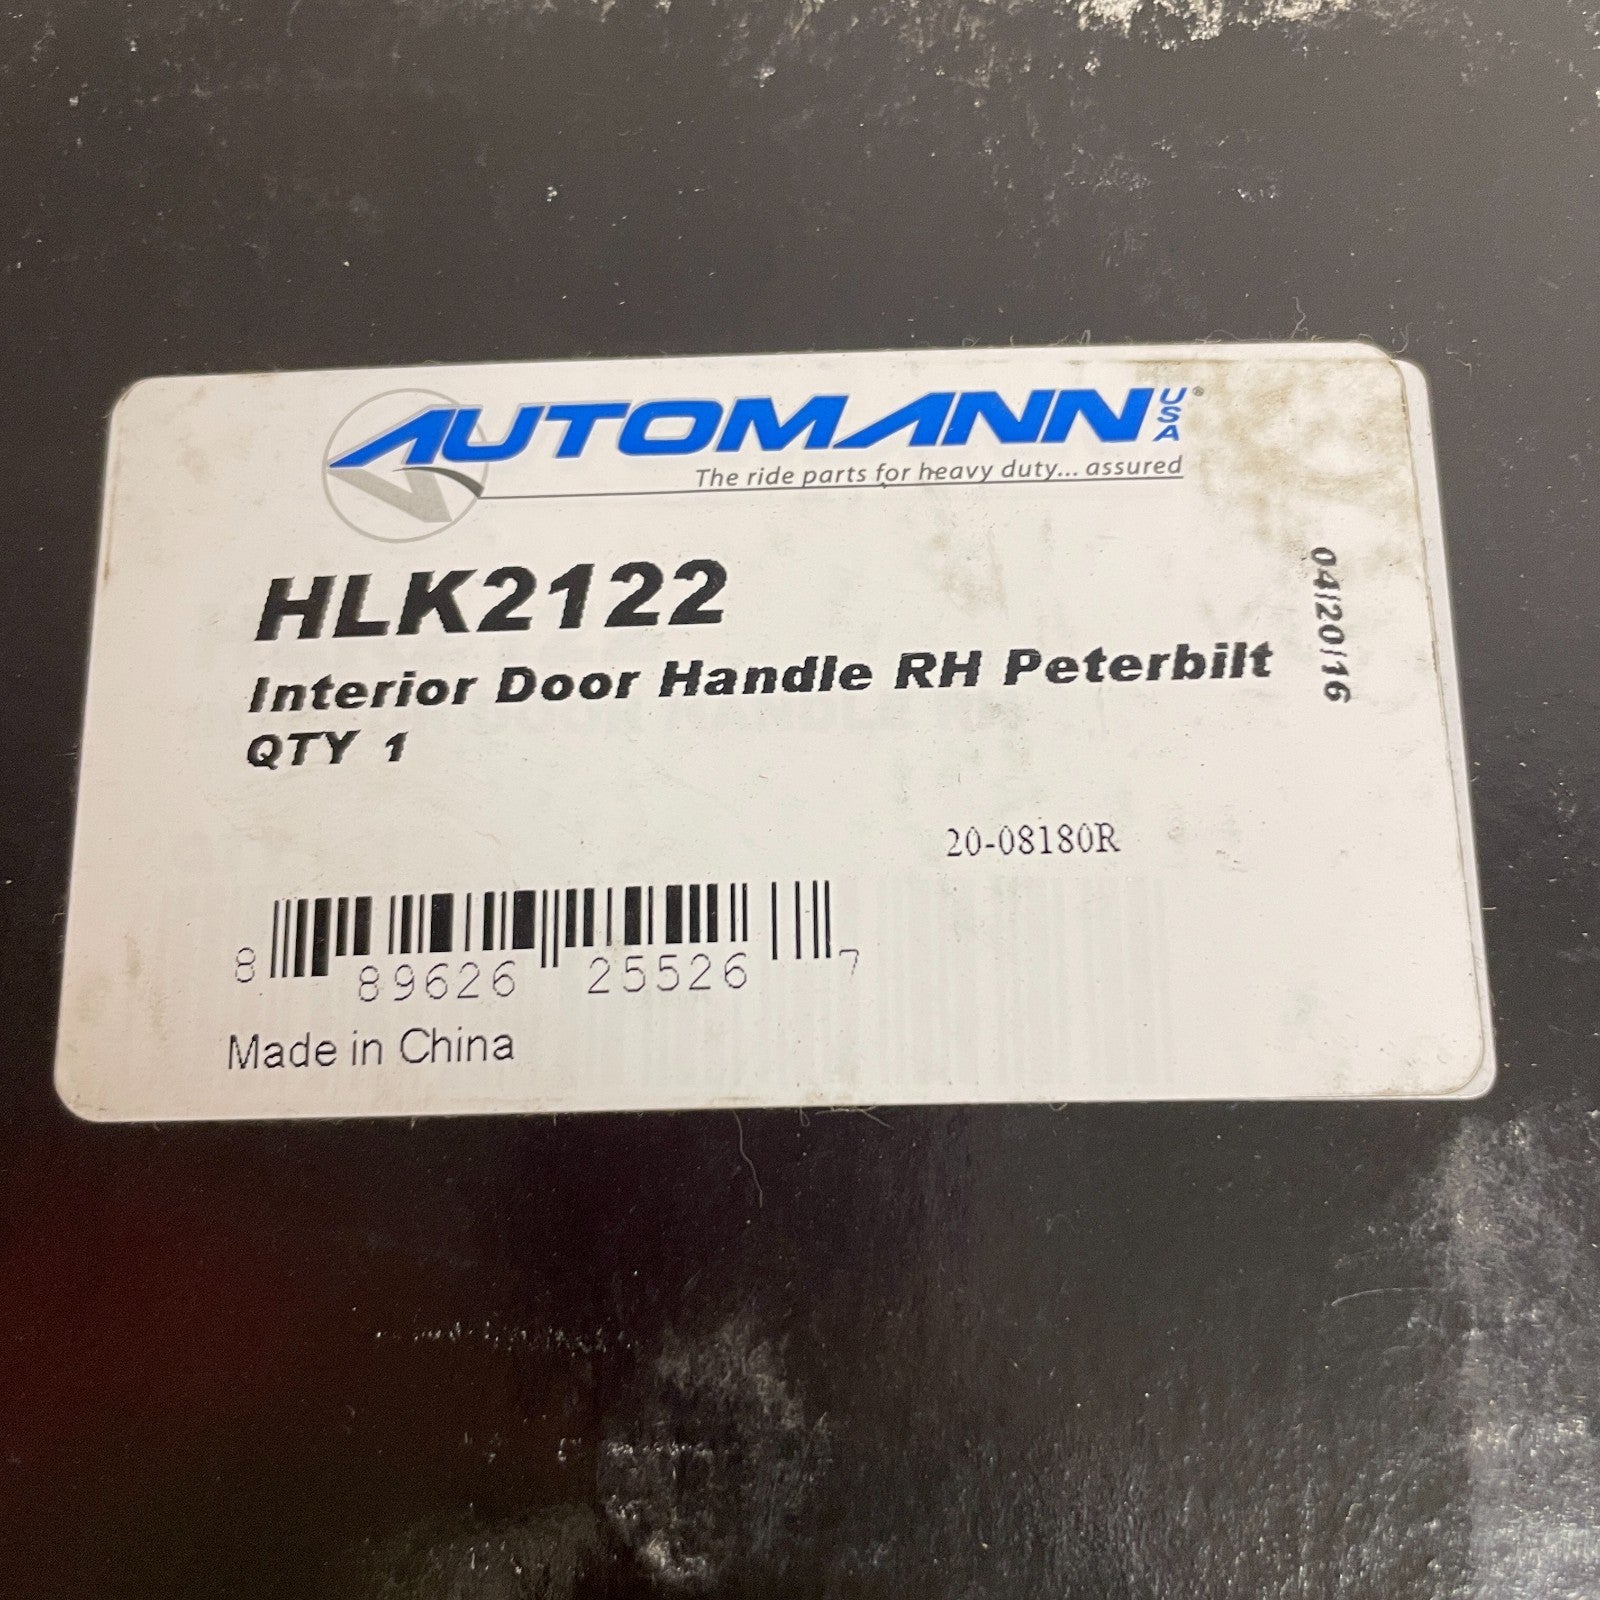 AUTOMANN USA®
The ride parts for heavy duty... assured
HLK2122
Interior Door Handle RH Peterbilt
QTY 1
04/20/16
20-08180R
8 89626 25526 7
Made in China